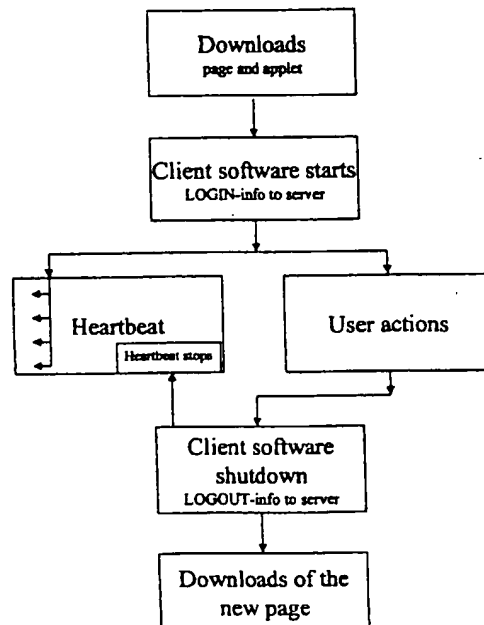 Downloads
page and applet
Client software starts
LOGIN-info to server
Heartbeat
Heartbeat stops
User actions
Client software
shutdown
LOGOUT-info to server
Downloads of the
new page